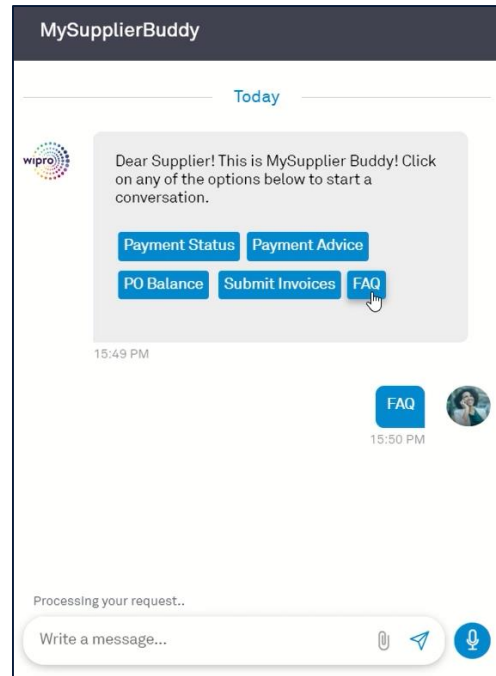 MySupplierBuddy
Today
wipro
Dear Supplier! This is MySupplier Buddy! Click
on any of the options below to start a
conversation.
Payment Status Payment Advice
PO Balance Submit Invoices FAQ
15:49 PM
FAQ
15:50 PM
Processing your request..
Write a message...